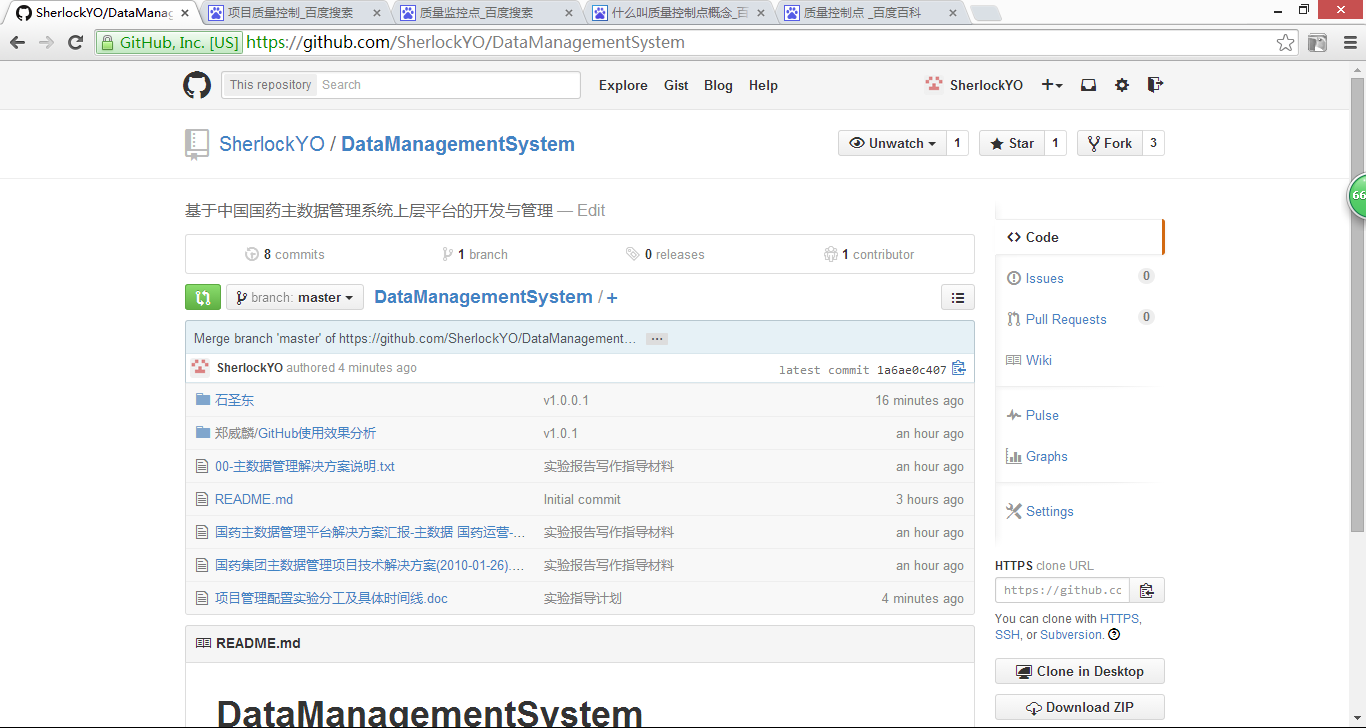 SherlockYO/DataManag
项目质量控制_百度搜索
质量监控点_百度搜索
什么叫质量控制点概念_百
质量控制点 _百度百科
GitHub, Inc. [US] https://github.com/SherlockYO/DataManagementSystem
This repository Search
Explore Gist Blog Help
SherlockYO
SherlockYO / DataManagementSystem
Unwatch 1 Star 1 Fork 3
66
基于中国国药主数据管理系统上层平台的开发与管理 — Edit
8 commits 1 branch 0 releases 1 contributor
branch: master DataManagementSystem / +
Merge branch 'master' of https://github.com/SherlockYO/DataManagement… …
SherlockYO authored 4 minutes ago latest commit 1a6ae0c407
石圣东 v1.0.0.1 16 minutes ago
郑威麟/GitHub使用效果分析 v1.0.1 an hour ago
00-主数据管理解决方案说明.txt 实验报告写作指导材料 an hour ago
README.md Initial commit 3 hours ago
国药主数据管理平台解决方案汇报-主数据 国药运营-… 实验报告写作指导材料 an hour ago
国药集团主数据管理项目技术解决方案(2010-01-26).… 实验报告写作指导材料 an hour ago
项目管理配置实验分工及具体时间线.doc 实验指导计划 4 minutes ago
README.md
DataManagementSystem
Code
Issues 0
Pull Requests 0
Wiki
Pulse
Graphs
Settings
HTTPS clone URL
https://github.cc
You can clone with HTTPS,
SSH, or Subversion.
Clone in Desktop
Download ZIP